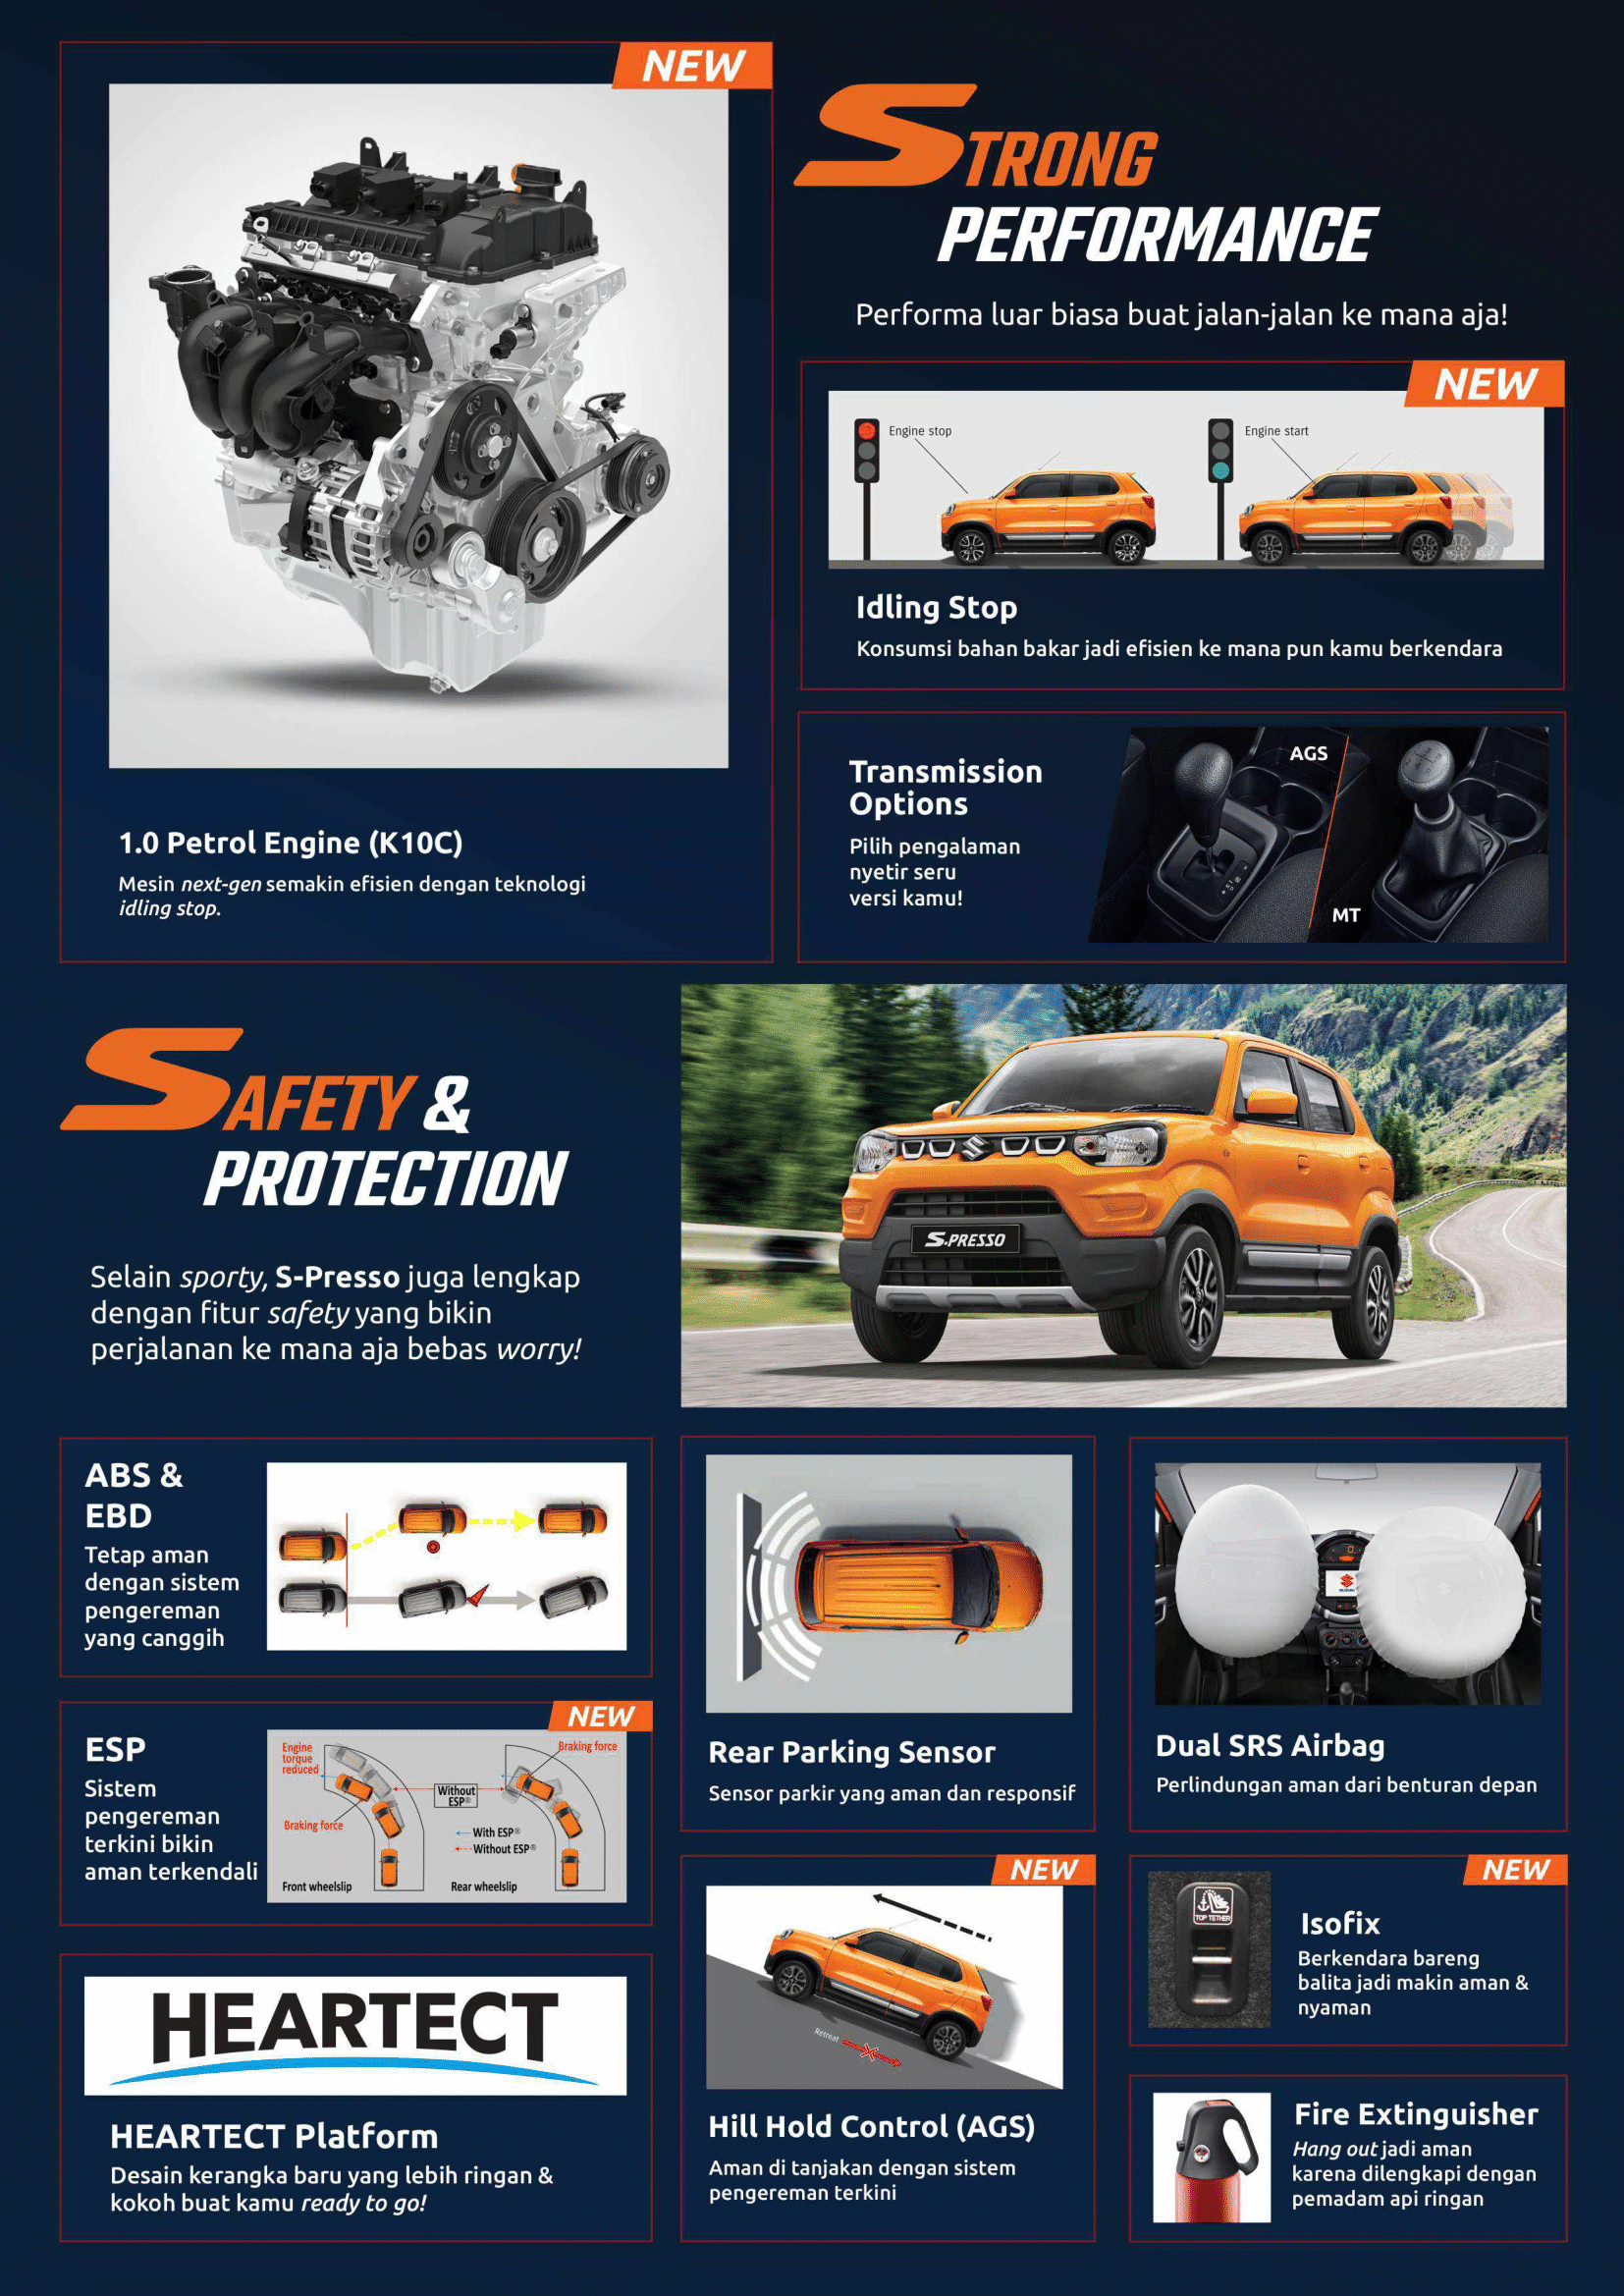 NEW
STRONG
PERFORMANCE
Performa luar biasa buat jalan-jalan ke mana aja!
NEW
Engine stop
Engine start
Idling Stop
Konsumsi bahan bakar jadi efisien ke mana pun kamu berkendara
1.0 Petrol Engine (K10C)
Mesin next-gen semakin efisien dengan teknologi
idling stop.
Transmission
Options
Pilih pengalaman
nyetir seru
versi kamu!
AGS
MT
SAFETY &
PROTECTION
Selain sporty, S-Presso juga lengkap
dengan fitur safety yang bikin
perjalanan ke mana aja bebas worry!
S.PRESSO
ABS &
EBD
Tetap aman
dengan sistem
pengereman
yang canggih
Rear Parking Sensor
Sensor parkir yang aman dan responsif
SUZUKI
Dual SRS Airbag
Perlindungan aman dari benturan depan
NEW
ESP
Sistem
pengereman
terkini bikin
aman terkendali
Engine
torque
reduced
Braking force
Without
ESP®
Braking force
With ESP®
Without ESP®
Front wheelslip
Rear wheelslip
HEARTECT
HEARTECT Platform
Desain kerangka baru yang lebih ringan &
kokoh buat kamu ready to go!
NEW
Retreat
Hill Hold Control (AGS)
Aman di tanjakan dengan sistem
pengereman terkini
NEW
TOP TETHER
Isofix
Berkendara bareng
balita jadi makin aman &
nyaman
Fire Extinguisher
Hang out jadi aman
karena dilengkapi dengan
pemadam api ringan